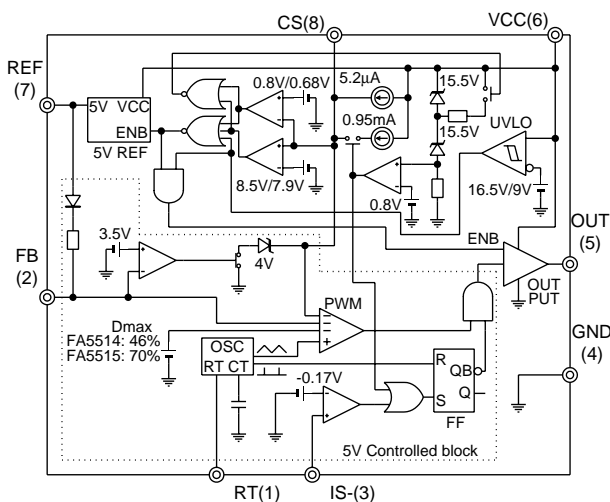 CS(8)
VCC(6)
REF
(7)
5V VCC
ENB
5V REF
0.8V/0.68V
5.2μA
15.5V
0.95mA
15.5V
UVLO
8.5V/7.9V
0.8V
16.5V/9V
OUT
(5)
ENB
3.5V
4V
FB
(2)
OUT
PUT
PWM
Dmax
FA5514: 46%
FA5515: 70%
GND
(4)
OSC
RT CT
R
QB
-0.17V
S
Q
FF
5V Controlled block
RT(1)
IS-(3)